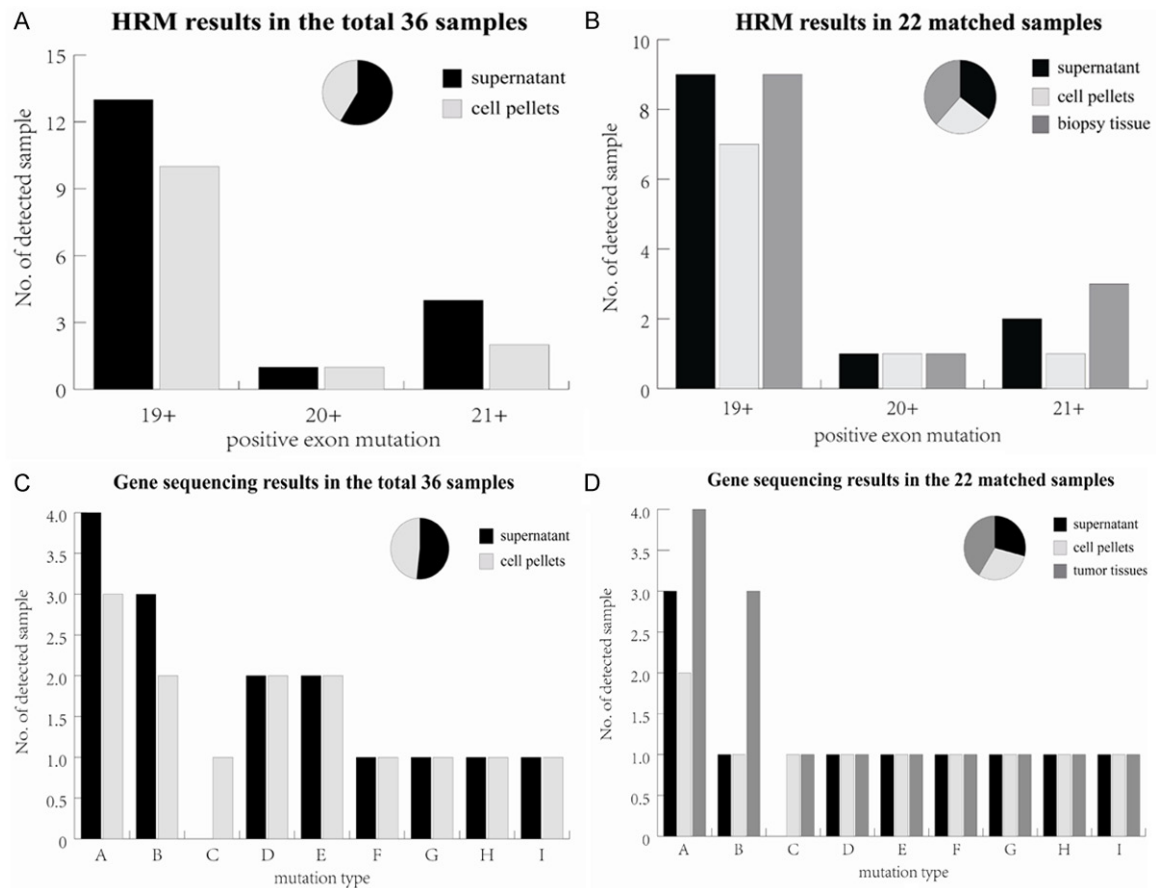 A
HRM results in the total 36 samples
15
12
9
6
3
0
No. of detected sample
supernatant
cell pellets
19+ 20+ 21+
positive exon mutation
B
HRM results in 22 matched samples
10
8
6
4
2
0
No. of detected sample
supernatant
cell pellets
biopsy tissue
19+ 20+ 21+
positive exon mutation
C
Gene sequencing results in the total 36 samples
4.0
3.5
3.0
2.5
2.0
1.5
1.0
0.5
0
No. of detected sample
supernatant
cell pellets
A B C D E F G H I
mutation type
D
Gene sequencing results in the 22 matched samples
4.0
3.5
3.0
2.5
2.0
1.5
1.0
0.5
0
No. of detected sample
supernatant
cell pellets
tumor tissues
A B C D E F G H I
mutation type